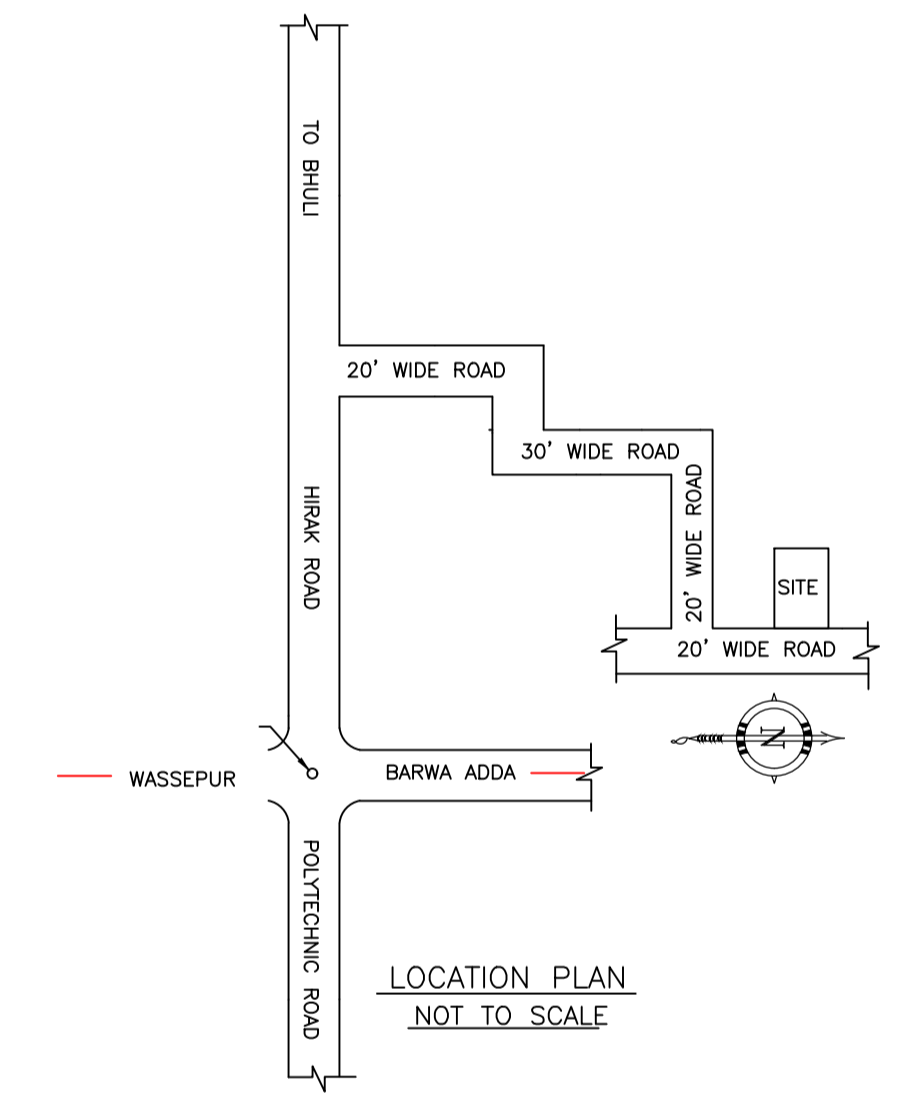 TO BHULI
20' WIDE ROAD
30' WIDE ROAD
HIRAK ROAD
20' WIDE ROAD
SITE
20' WIDE ROAD
N
WASSEPUR
BARWA ADDA
POLYTECHNIC ROAD
LOCATION PLAN
NOT TO SCALE